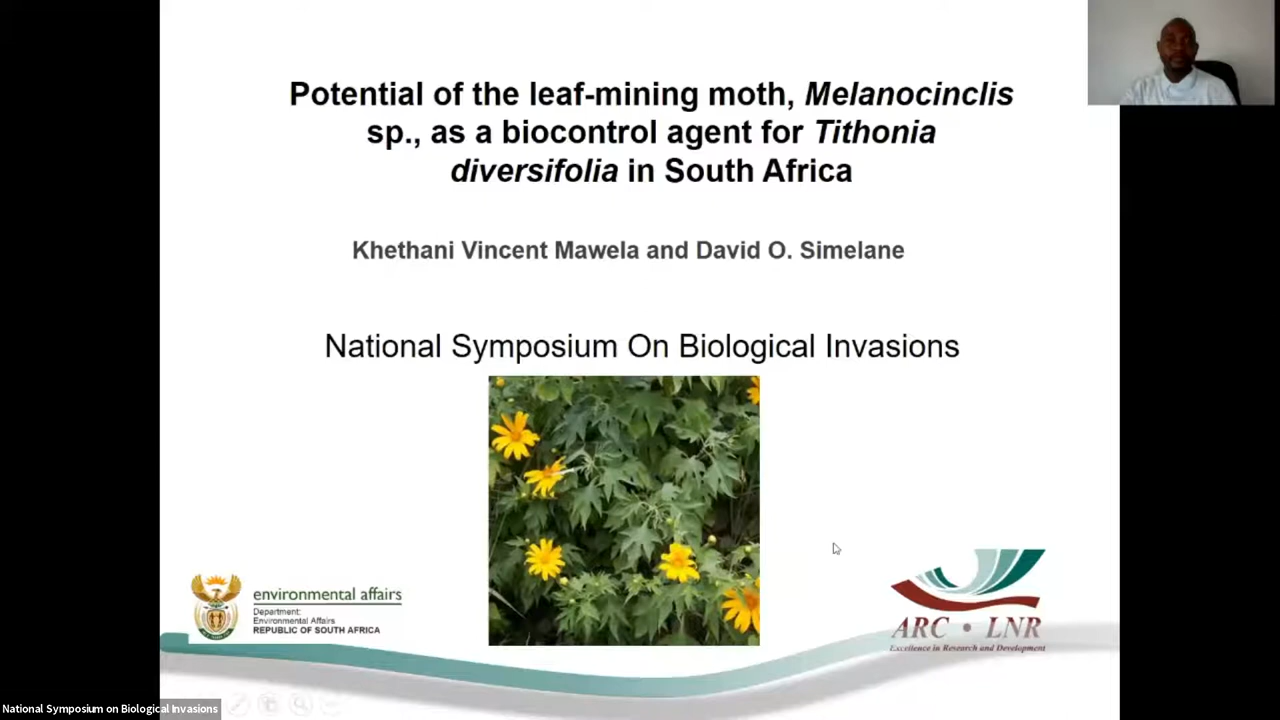 Potential of the leaf-mining moth, Melanocinclis
sp., as a biocontrol agent for Tithonia
diversifolia in South Africa
Khethani Vincent Mawela and David O. Simelane
National Symposium On Biological Invasions
environmental affairs
Department:
Environmental Affairs
REPUBLIC OF SOUTH AFRICA
ARC • LNR
Excellence in Research and Development
National Symposium on Biological Invasions